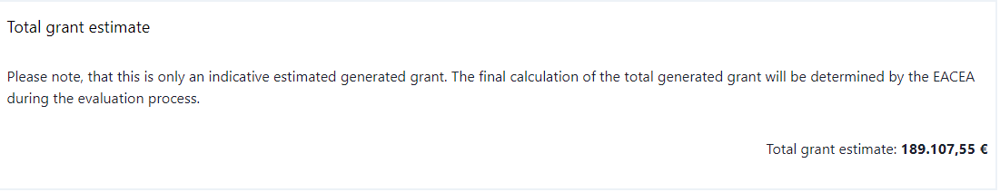 Total grant estimate
Please note, that this is only an indicative estimated generated grant. The final calculation of the total generated grant will be determined by the EACEA
during the evaluation process.
Total grant estimate: 189.107,55 €